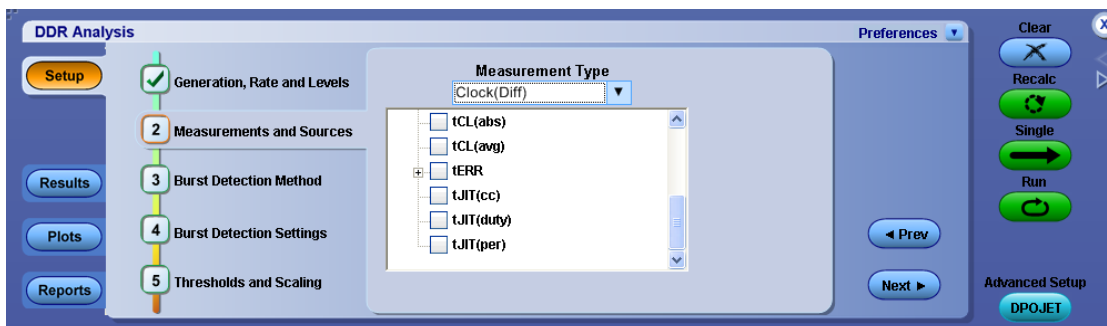 DDR Analysis
Preferences
Clear
X
Setup
Generation, Rate and Levels
Measurement Type
Clock(Diff)
Recalc
2 Measurements and Sources
tCL(abs)
tCL(avg)
tERR
tJIT(cc)
tJIT(duty)
tJIT(per)
Single
Results
3 Burst Detection Method
Run
Plots
4 Burst Detection Settings
Prev
Reports
5 Thresholds and Scaling
Next
Advanced Setup
DPOJET